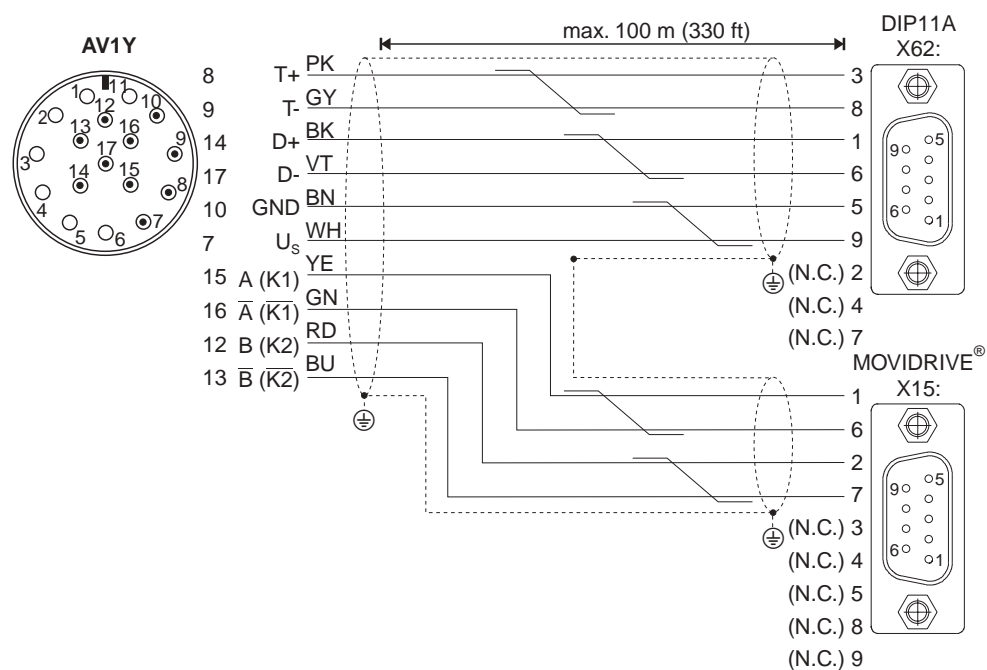 max. 100 m (330 ft)
DIP11A
X62:
AV1Y
1
2
3
4
5
6
7
8
9
10
11
12
13
14
15
16
17
8 T+ PK 3
9 T- GY 8
14 D+ BK 1
17 D- VT 6
10 GND BN 5
7 U_S WH 9
15 A (K1) YE (N.C.) 2
16 A̅ (K̅1̅) GN (N.C.) 4
12 B (K2) RD (N.C.) 7
13 B̅ (K̅2̅) BU
5
9
6
1
MOVIDRIVE®
X15:
1
6
2
7
(N.C.) 3
(N.C.) 4
(N.C.) 5
(N.C.) 8
(N.C.) 9
5
9
6
1